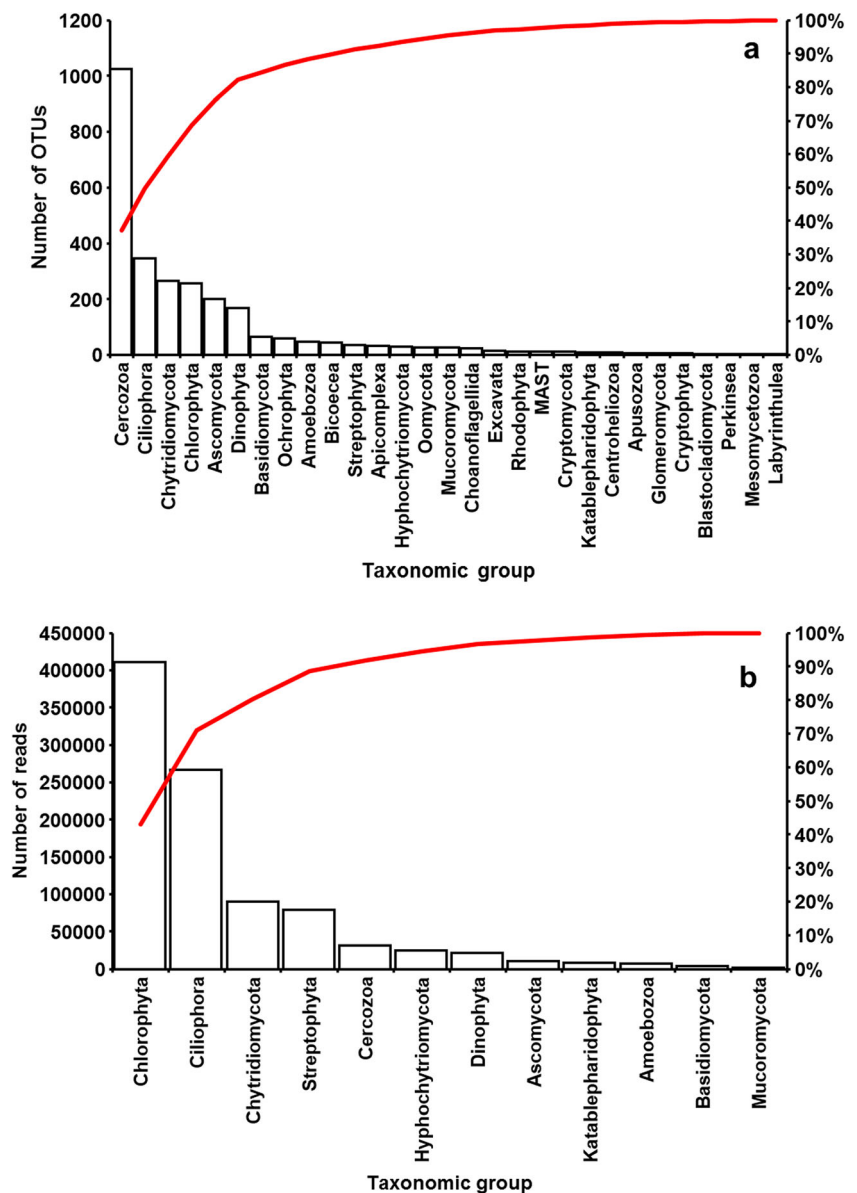 1200
1000
800
600
400
200
0
Number of OTUs
100%
90%
80%
70%
60%
50%
40%
30%
20%
10%
0%
a
Cercozoa
Ciliophora
Chytridiomycota
Chlorophyta
Ascomycota
Dinophyta
Basidiomycota
Ochrophyta
Amoebozoa
Bicoecea
Streptophyta
Apicomplexa
Hyphochytriomycota
Oomycota
Mucoromycota
Choanoflagellida
Excavata
Rhodophyta
MAST
Cryptomycota
Katablepharidophyta
Centroheliozoa
Apusozoa
Glomeromycota
Cryptophyta
Blastocladiomycota
Perkinsea
Mesomycetozoa
Labyrinthulea
Taxonomic group
450000
400000
350000
300000
250000
200000
150000
100000
50000
0
Number of reads
100%
90%
80%
70%
60%
50%
40%
30%
20%
10%
0%
b
Chlorophyta
Ciliophora
Chytridiomycota
Streptophyta
Cercozoa
Hyphochytriomycota
Dinophyta
Ascomycota
Katablepharidophyta
Amoebozoa
Basidiomycota
Mucoromycota
Taxonomic group